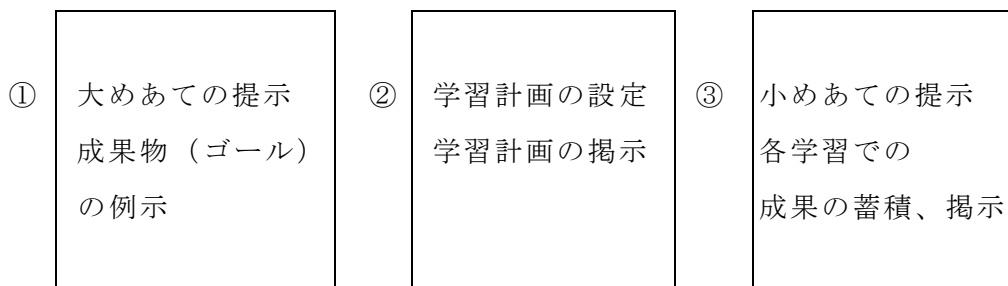 ①
大めあての提示
成果物（ゴール）
の例示
②
学習計画の設定
学習計画の掲示
③
小めあての提示
各学習での
成果の蓄積、掲示